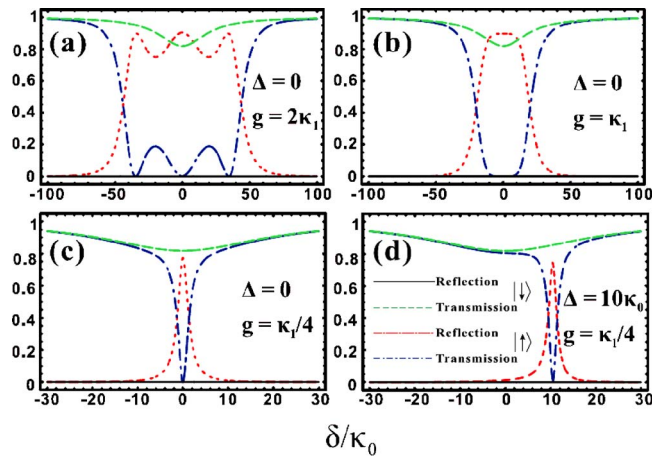 1
0.8
0.6
0.4
0.2
0
(a)
Δ = 0
g = 2κ₁
-100 -50 0 50 100
1
0.8
0.6
0.4
0.2
0
(b)
Δ = 0
g = κ₁
-100 -50 0 50 100
1
0.8
0.6
0.4
0.2
0
(c)
Δ = 0
g = κ₁/4
-30 -20 -10 0 10 20 30
1
0.8
0.6
0.4
0.2
0
(d)
Reflection
Transmission |↓⟩
Reflection
Transmission |↑⟩
Δ = 10κ₀
g = κ₁/4
-30 -20 -10 0 10 20 30
δ/κ₀